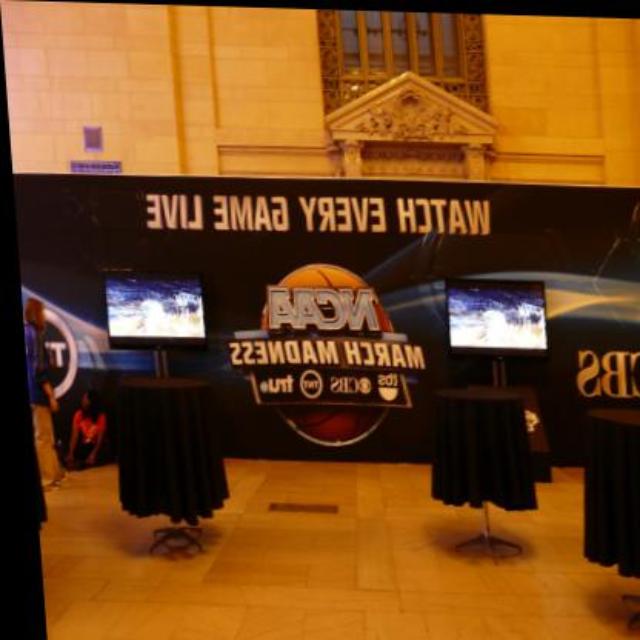 WATCH EVERY GAME LIVE
NCAA
MARCH MADNESS
tbs CBS TNT tru
CBS
T